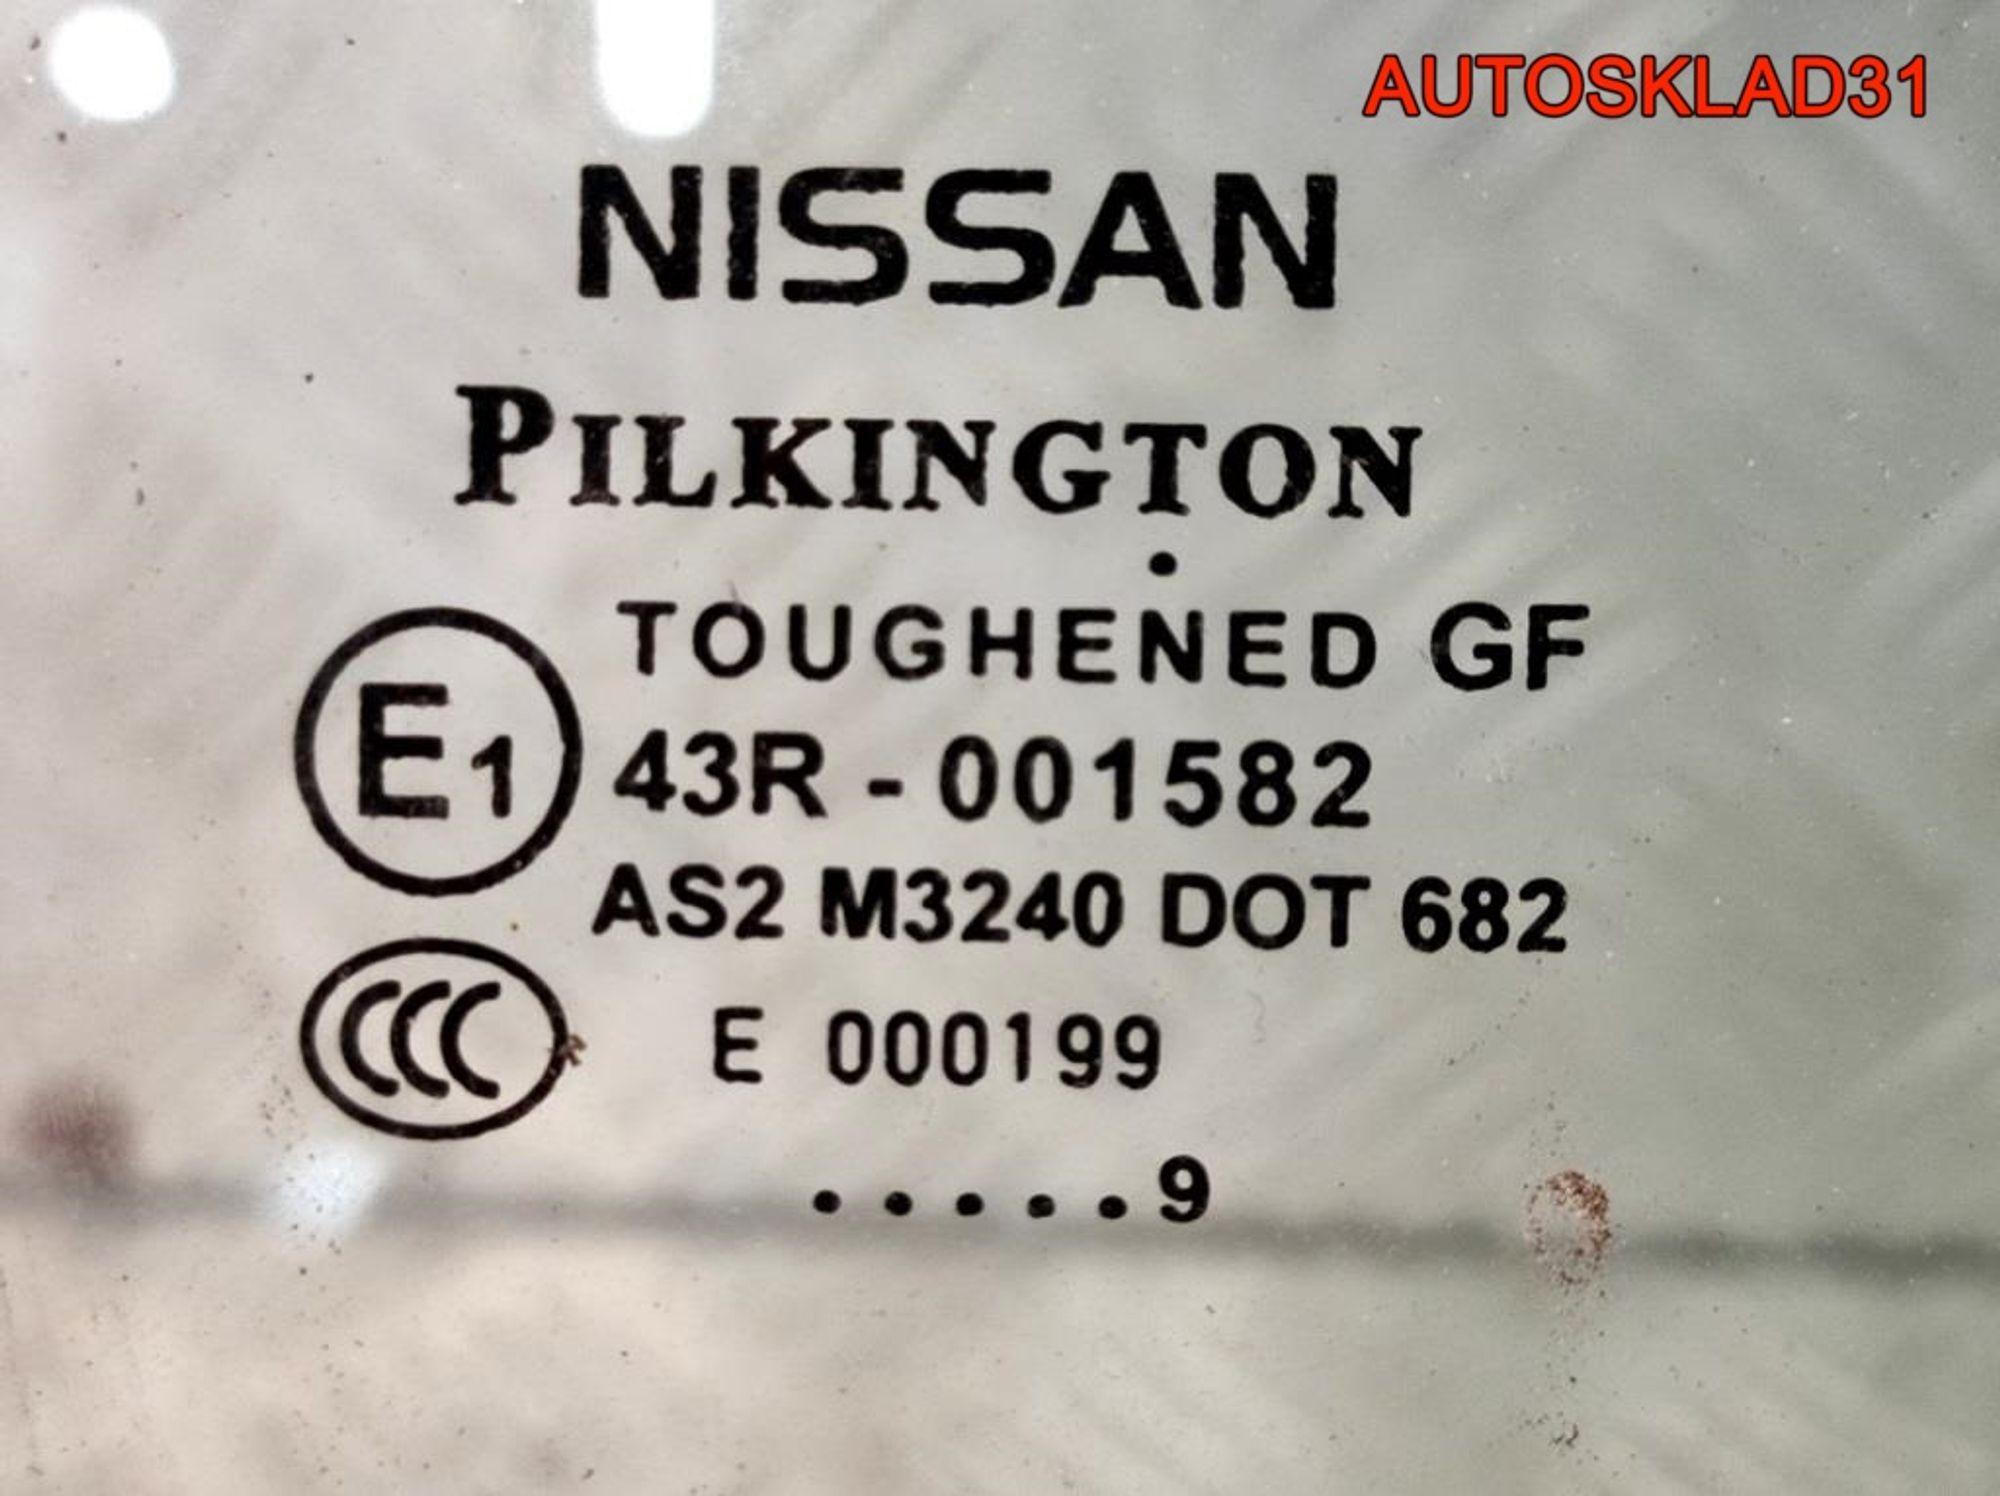 AUTOSKLAD31
NISSAN
PILKINGTON
.
TOUGHENED GF
E1 43R - 001582
AS2 M3240 DOT 682
CCC E 000199
.....9